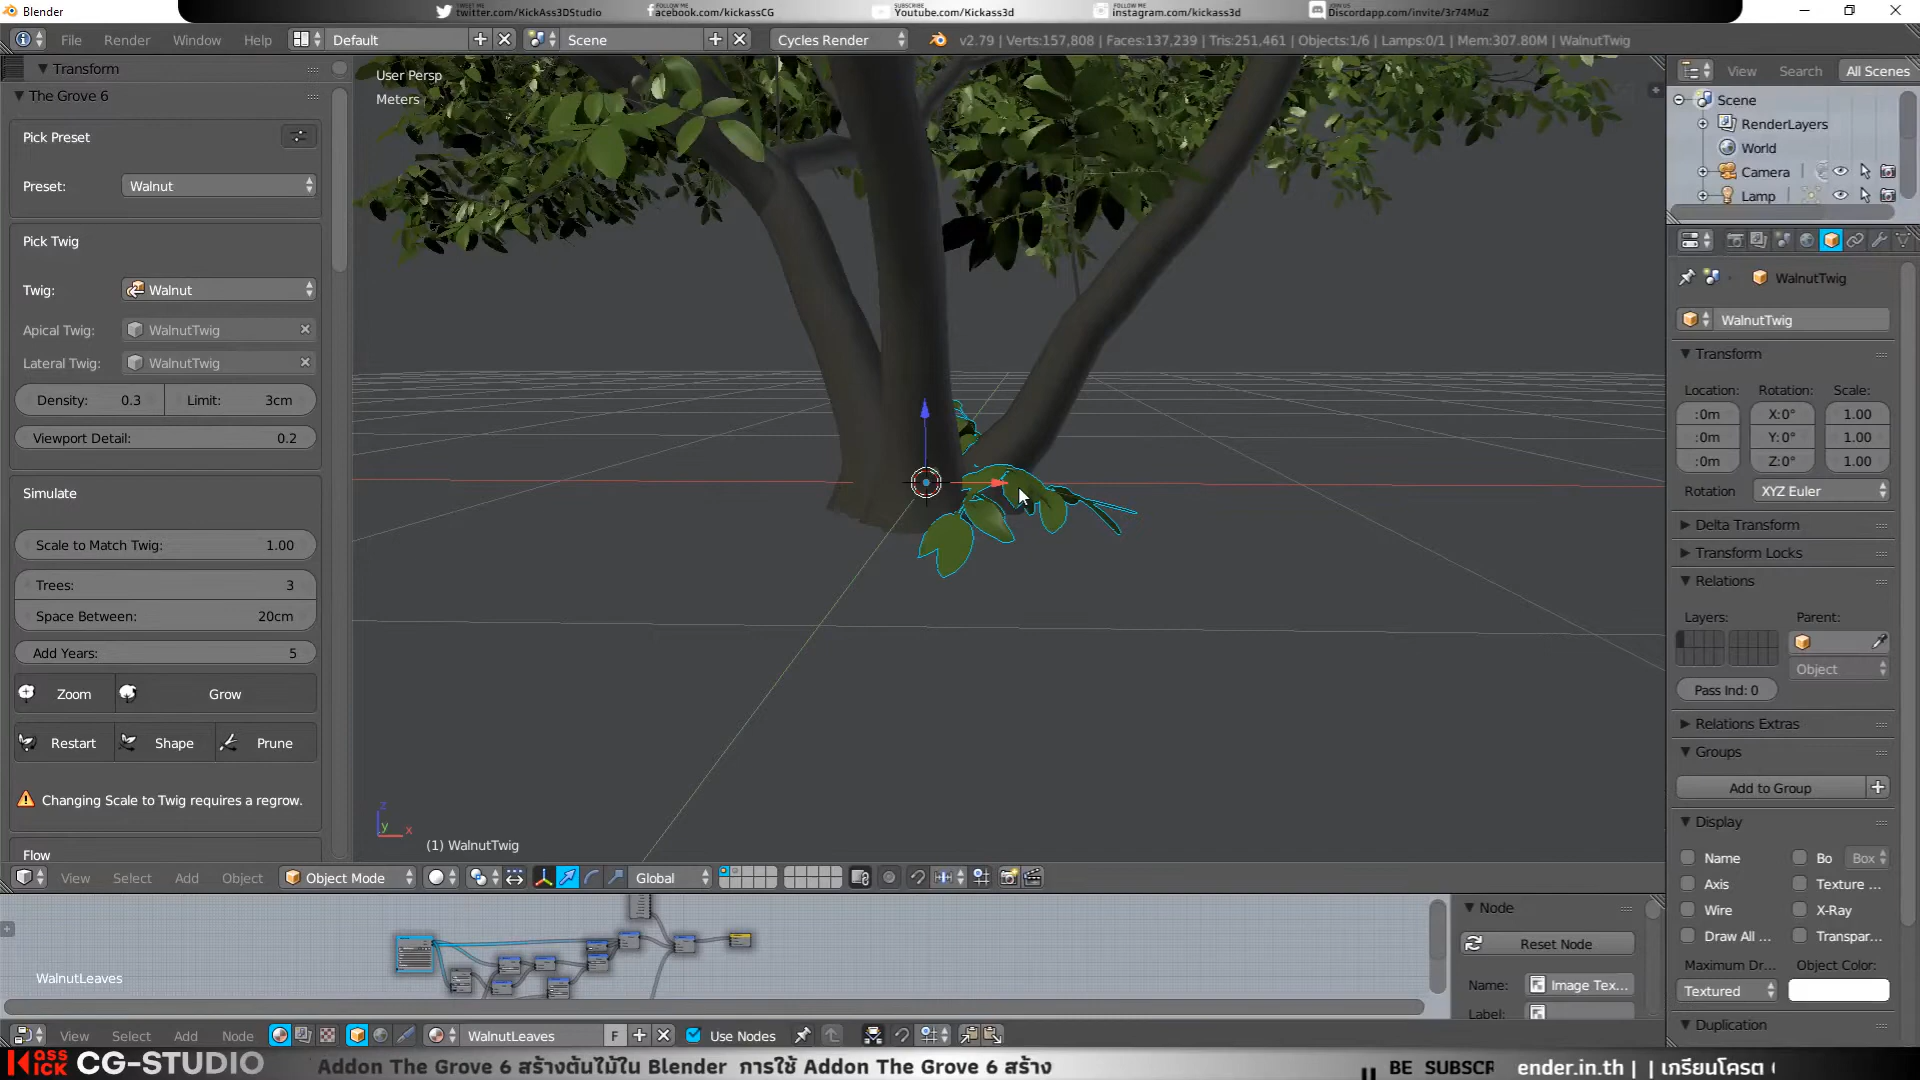 Blender
FOLLOW ME
twitter.com/KickAss3DStudio
facebook.com/kickassCG
SUBSCRIBE
Youtube.com/Kickass3d
FOLLOW ME
instagram.com/kickass3d
JOIN US
Discordapp.com/invite/3r74MuZ
File Render Window Help Default Scene Cycles Render v2.79 | Verts:157,808 | Faces:137,239 | Tris:251,461 | Objects:1/6 | Lamps:0/1 | Mem:307.80M | WalnutTwig
Transform
The Grove 6
Pick Preset
Preset: Walnut
Pick Twig
Twig: Walnut
Apical Twig: WalnutTwig
Lateral Twig: WalnutTwig
Density: 0.3 Limit: 3cm
Viewport Detail: 0.2
Simulate
Scale to Match Twig: 1.00
Trees: 3
Space Between: 20cm
Add Years: 5
Zoom Grow
Restart Shape Prune
Changing Scale to Twig requires a regrow.
Flow
User Persp
Meters
z
y x
(1) WalnutTwig
View Select Add Object Object Mode Global
View Search All Scenes
Scene
RenderLayers
World
Camera
Lamp
WalnutTwig
WalnutTwig
Transform
Location: Rotation: Scale:
:0m X:0° 1.00
:0m Y:0° 1.00
:0m Z:0° 1.00
Rotation XYZ Euler
Delta Transform
Transform Locks
Relations
Layers: Parent:
Object
Pass Ind: 0
Relations Extras
Groups
Add to Group
Display
Name Bo Box
Axis Texture ...
Wire X-Ray
Draw All ... Transpar...
Maximum Dr... Object Color:
Textured
Duplication
WalnutLeaves
Node
Reset Node
Name: Image Tex...
Label:
View Select Add Node WalnutLeaves F Use Nodes
KICK ASS CG-STUDIO
Addon The Grove 6 สร้างต้นไม้ใน Blender การใช้ Addon The Grove 6 สร้าง
BE SUBSCR
ender.in.th | | เกรียนโครต